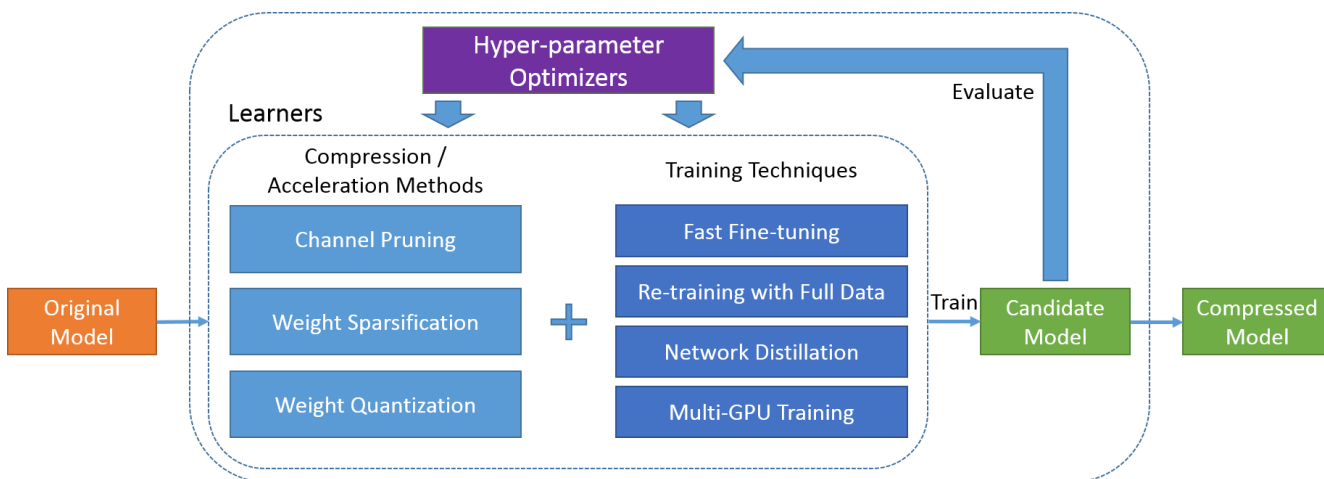 Hyper-parameter
Optimizers
Evaluate
Learners
Compression /
Acceleration Methods
Training Techniques
Channel Pruning
Weight Sparsification
Weight Quantization
Fast Fine-tuning
Re-training with Full Data
Network Distillation
Multi-GPU Training
Original
Model
Train
Candidate
Model
Compressed
Model